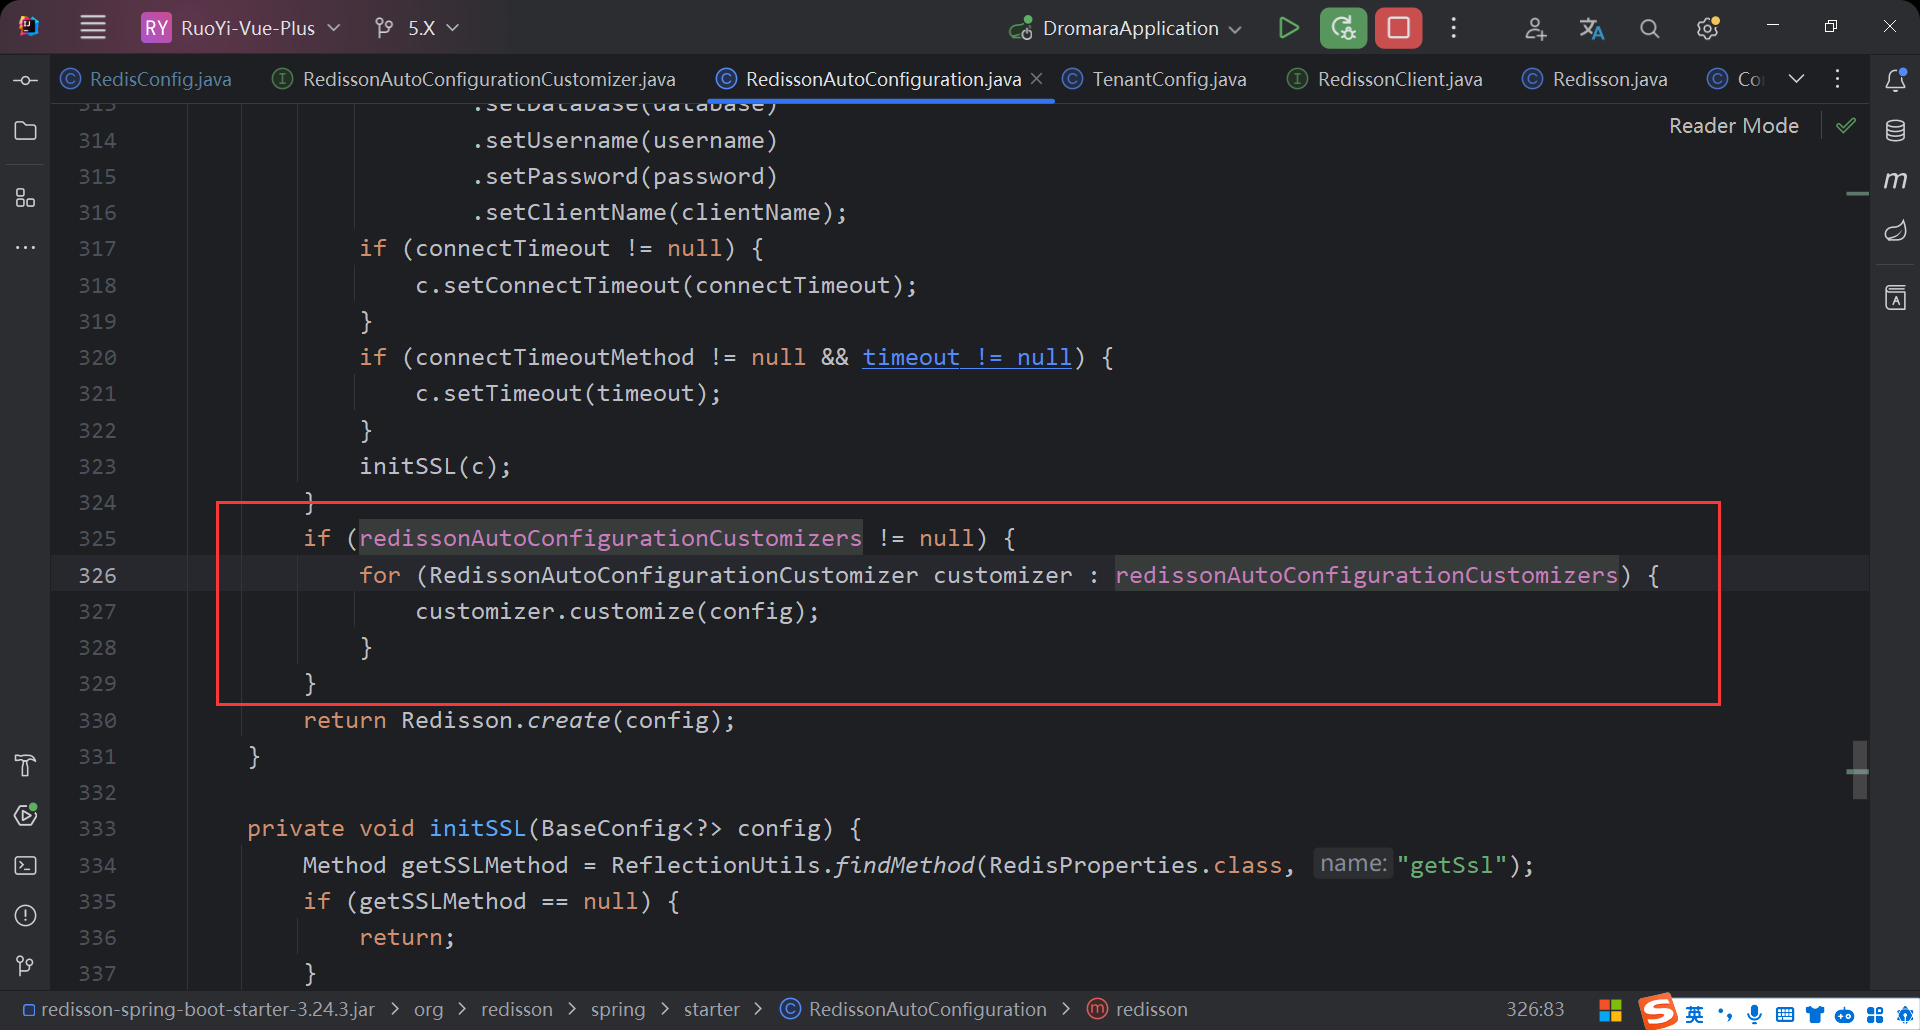 RY RuoYi-Vue-Plus 5.X DromaraApplication
RedisConfig.java RedissonAutoConfigurationCustomizer.java RedissonAutoConfiguration.java TenantConfig.java RedissonClient.java Redisson.java Co
Reader Mode
313 .setDatabase(database)
314 .setUsername(username)
315 .setPassword(password)
316 .setClientName(clientName);
317 if (connectTimeout != null) {
318 c.setConnectTimeout(connectTimeout);
319 }
320 if (connectTimeoutMethod != null && timeout != null) {
321 c.setTimeout(timeout);
322 }
323 initSSL(c);
324 }
325 if (redissonAutoConfigurationCustomizers != null) {
326 for (RedissonAutoConfigurationCustomizer customizer : redissonAutoConfigurationCustomizers) {
327 customizer.customize(config);
328 }
329 }
330 return Redisson.create(config);
331 }
332
333 private void initSSL(BaseConfig<?> config) {
334 Method getSSLMethod = ReflectionUtils.findMethod(RedisProperties.class, name: "getSsl");
335 if (getSSLMethod == null) {
336 return;
337 }
redisson-spring-boot-starter-3.24.3.jar > org > redisson > spring > starter > RedissonAutoConfiguration > redisson 326:83 英